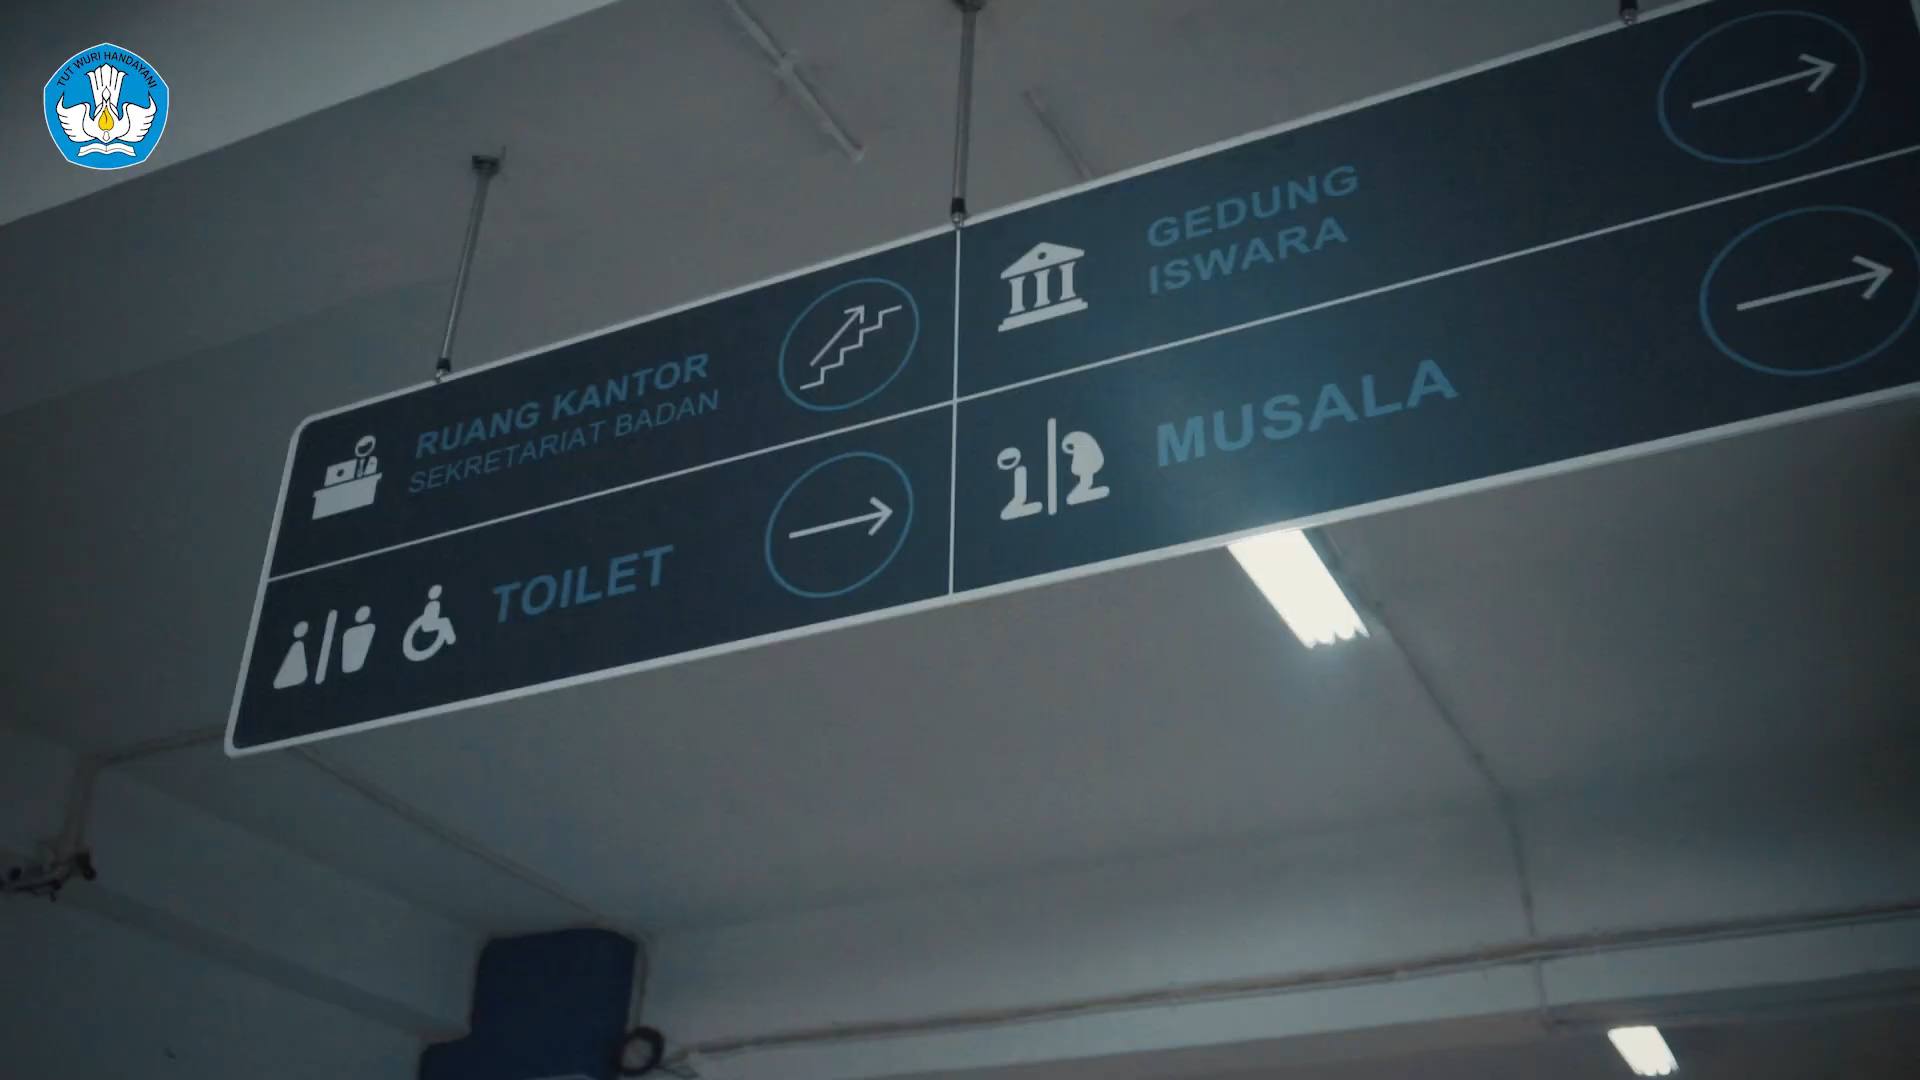 TUT WURI HANDAYANI
RUANG KANTOR
SEKRETARIAT BADAN
TOILET
GEDUNG
ISWARA
MUSALA